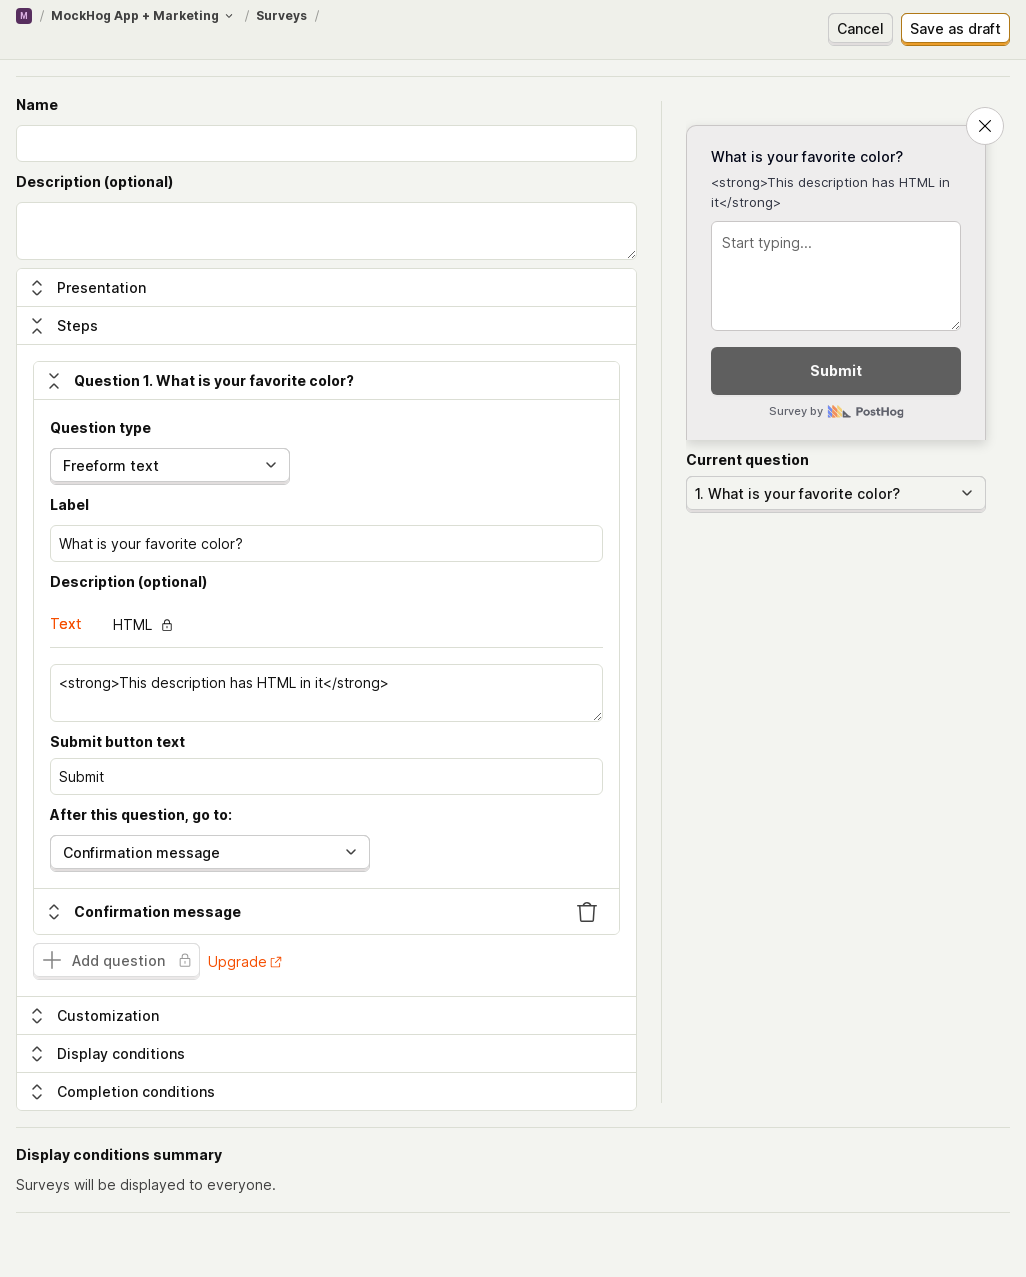 M / MockHog App + Marketing / Surveys /
Cancel
Save as draft
Name
Description (optional)
Presentation
Steps
Question 1. What is your favorite color?
Question type
Freeform text
Label
What is your favorite color?
Description (optional)
Text
HTML
<strong>This description has HTML in it</strong>
Submit button text
Submit
After this question, go to:
Confirmation message
Confirmation message
Add question
Upgrade
Customization
Display conditions
Completion conditions
What is your favorite color?
<strong>This description has HTML in
it</strong>
Start typing...
Submit
Survey by PostHog
Current question
1. What is your favorite color?
Display conditions summary
Surveys will be displayed to everyone.